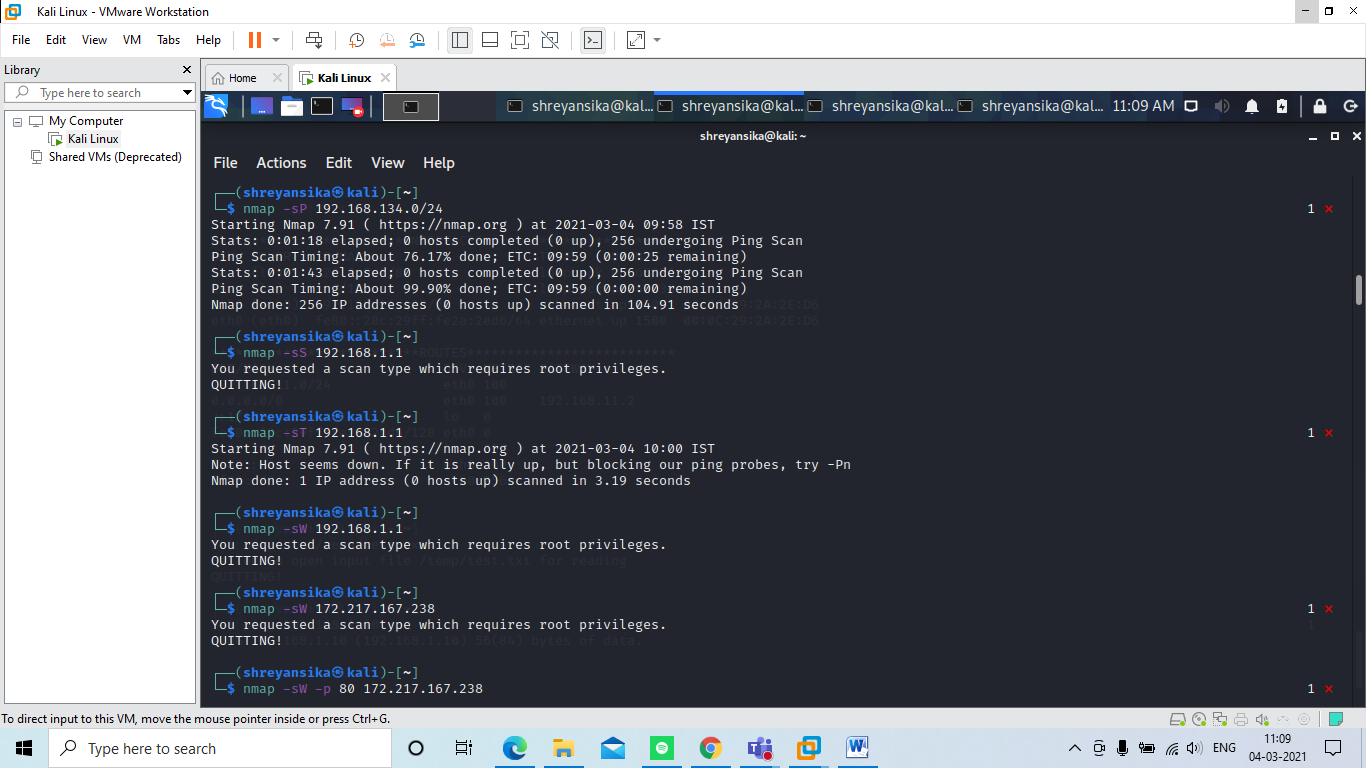 Kali Linux - VMware Workstation
File Edit View VM Tabs Help
Library
Type here to search
Home
Kali Linux
My Computer
Kali Linux
Shared VMs (Deprecated)
shreyansika@kal... shreyansika@kal... shreyansika@kal... shreyansika@kal... 11:09 AM
shreyansika@kali: ~
File Actions Edit View Help
┌──(shreyansika㉿kali)-[~]
└─$ nmap -sP 192.168.134.0/24 1 ✗
Starting Nmap 7.91 ( https://nmap.org ) at 2021-03-04 09:58 IST
Stats: 0:01:18 elapsed; 0 hosts completed (0 up), 256 undergoing Ping Scan
Ping Scan Timing: About 76.17% done; ETC: 09:59 (0:00:25 remaining)
Stats: 0:01:43 elapsed; 0 hosts completed (0 up), 256 undergoing Ping Scan
Ping Scan Timing: About 99.90% done; ETC: 09:59 (0:00:00 remaining)
Nmap done: 256 IP addresses (0 hosts up) scanned in 104.91 seconds
┌──(shreyansika㉿kali)-[~]
└─$ nmap -sS 192.168.1.1
You requested a scan type which requires root privileges.
QUITTING!
┌──(shreyansika㉿kali)-[~]
└─$ nmap -sT 192.168.1.1 1 ✗
Starting Nmap 7.91 ( https://nmap.org ) at 2021-03-04 10:00 IST
Note: Host seems down. If it is really up, but blocking our ping probes, try -Pn
Nmap done: 1 IP address (0 hosts up) scanned in 3.19 seconds
┌──(shreyansika㉿kali)-[~]
└─$ nmap -sW 192.168.1.1
You requested a scan type which requires root privileges.
QUITTING!
┌──(shreyansika㉿kali)-[~]
└─$ nmap -sW 172.217.167.238 1 ✗
You requested a scan type which requires root privileges.
QUITTING!
┌──(shreyansika㉿kali)-[~]
└─$ nmap -sW -p 80 172.217.167.238 1 ✗
To direct input to this VM, move the mouse pointer inside or press Ctrl+G.
Type here to search
ENG
11:09
04-03-2021